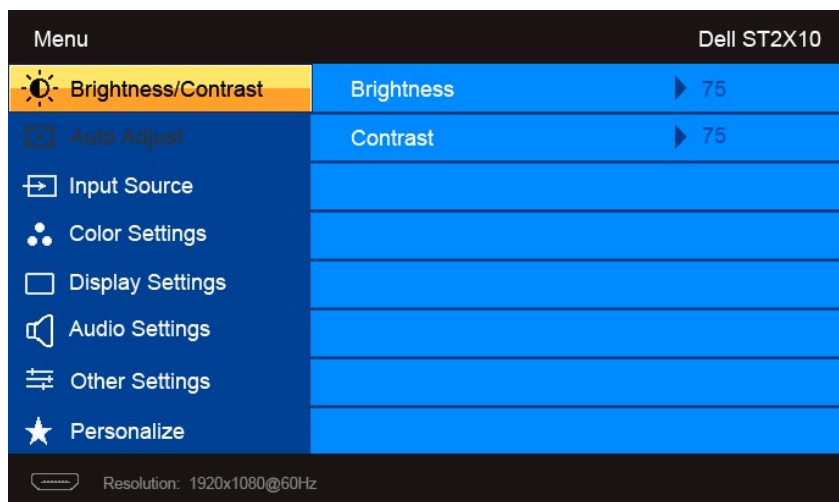 Menu Dell ST2X10
Brightness/Contrast Brightness 75
Auto Adjust Contrast 75
Input Source
Color Settings
Display Settings
Audio Settings
Other Settings
Personalize
Resolution: 1920x1080@60Hz